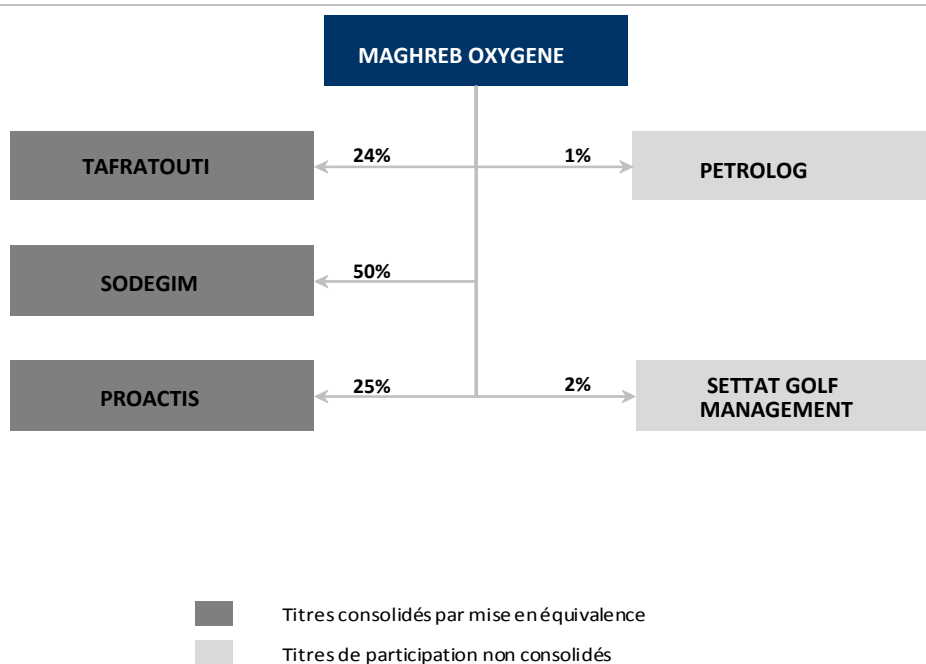 MAGHREB OXYGENE
TAFRATOUTI
24%
1%
PETROLOG
SODEGIM
50%
PROACTIS
25%
2%
SETTAT GOLF
MANAGEMENT
Titres consolidés par mise en équivalence
Titres de participation non consolidés